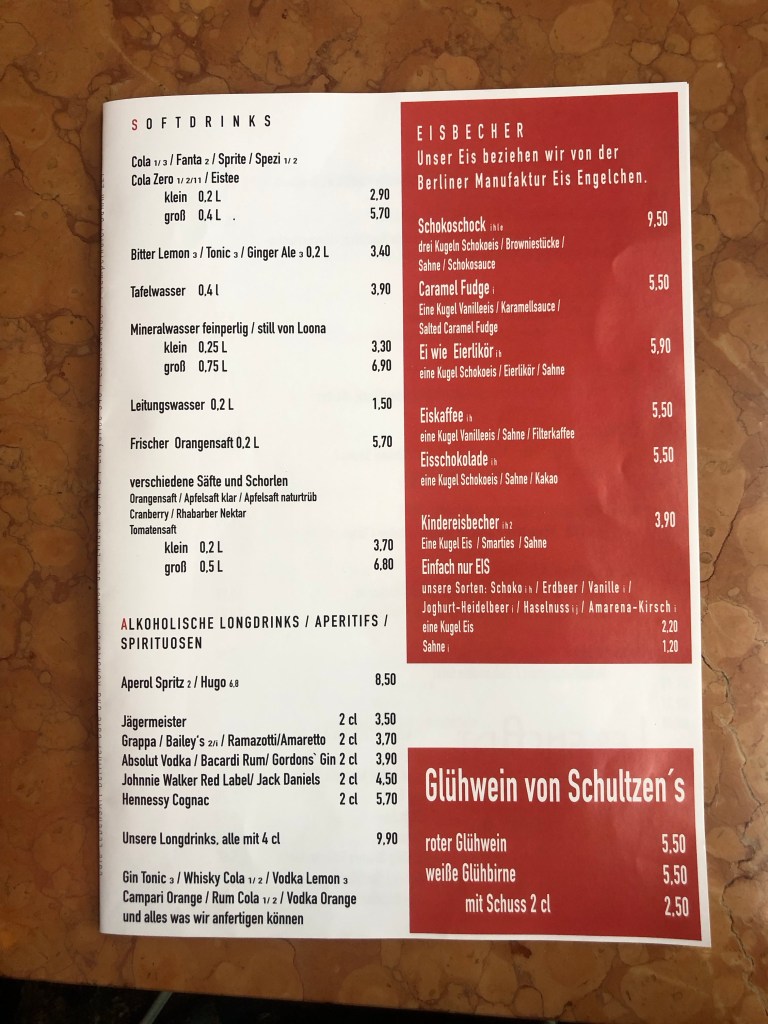 SOFTDRINKS
Cola 1/3 / Fanta 2 / Sprite / Spezi 1/2
Cola Zero 1/2/11 / Eistee
klein 0,2 L 2,90
groß 0,4 L . 5,70
Bitter Lemon 3 / Tonic 3 / Ginger Ale 3 0,2 L 3,40
Tafelwasser 0,4 l 3,90
Mineralwasser feinperlig / still von Loona
klein 0,25 L 3,30
groß 0,75 L 6,90
Leitungswasser 0,2 L 1,50
Frischer Orangensaft 0,2 L 5,70
verschiedene Säfte und Schorlen
Orangensaft / Apfelsaft klar / Apfelsaft naturtrüb
Cranberry / Rhabarber Nektar
Tomatensaft
klein 0,2 L 3,70
groß 0,5 L 6,80
ALKOHOLISCHE LONGDRINKS / APERITIFS /
SPIRITUOSEN
Aperol Spritz 2 / Hugo 6,8 8,50
Jägermeister 2 cl 3,50
Grappa / Bailey's 2/i / Ramazotti/Amaretto 2 cl 3,70
Absolut Vodka / Bacardi Rum/ Gordons` Gin 2 cl 3,90
Johnnie Walker Red Label/ Jack Daniels 2 cl 4,50
Hennessy Cognac 2 cl 5,70
Unsere Longdrinks, alle mit 4 cl 9,90
Gin Tonic 3 / Whisky Cola 1/2 / Vodka Lemon 3
Campari Orange / Rum Cola 1/2 / Vodka Orange
und alles was wir anfertigen können
EISBECHER
Unser Eis beziehen wir von der
Berliner Manufaktur Eis Engelchen.
Schokoschock 9,50
drei Kugeln Schokoeis / Browniestücke /
Sahne / Schokosauce
Caramel Fudge i 5,50
Eine Kugel Vanilleeis / Karamellsauce /
Salted Caramel Fudge
Ei wie Eierlikör i h 5,90
eine Kugel Schokoeis / Eierlikör / Sahne
Eiskaffee i h 5,50
eine Kugel Vanilleeis / Sahne / Filterkaffee
Eisschokolade i h 5,50
eine Kugel Schokoeis / Sahne / Kakao
Kindereisbecher i h 2 3,90
Eine Kugel Eis / Smarties / Sahne
Einfach nur EIS
unsere Sorten: Schoko i h / Erdbeer / Vanille i /
Joghurt-Heidelbeer i / Haselnuss i j / Amarena-Kirsch i
eine Kugel Eis 2,20
Sahne i 1,20
Glühwein von Schultzen´s
roter Glühwein 5,50
weiße Glühbirne 5,50
mit Schuss 2 cl 2,50